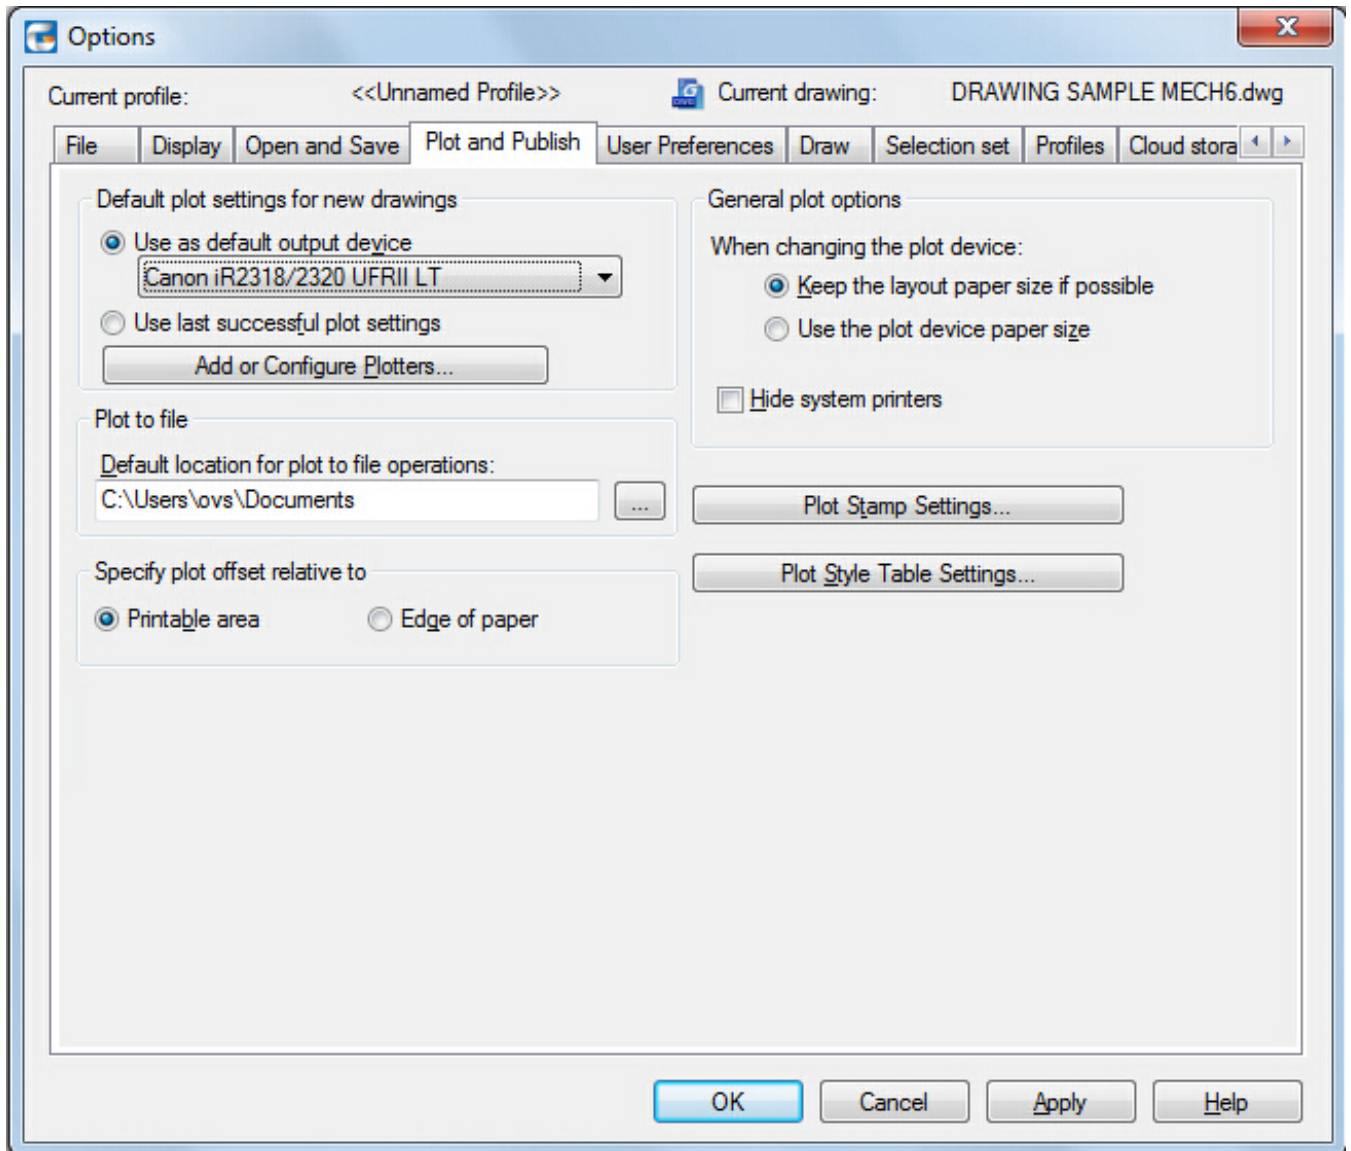 Options
Current profile: <<Unnamed Profile>> Current drawing: DRAWING SAMPLE MECH6.dwg
File Display Open and Save Plot and Publish User Preferences Draw Selection set Profiles Cloud stora
Default plot settings for new drawings
Use as default output device
Canon iR2318/2320 UFRII LT
Use last successful plot settings
Add or Configure Plotters...
Plot to file
Default location for plot to file operations:
C:\Users\ovs\Documents
...
Specify plot offset relative to
Printable area Edge of paper
General plot options
When changing the plot device:
Keep the layout paper size if possible
Use the plot device paper size
Hide system printers
Plot Stamp Settings...
Plot Style Table Settings...
OK Cancel Apply Help